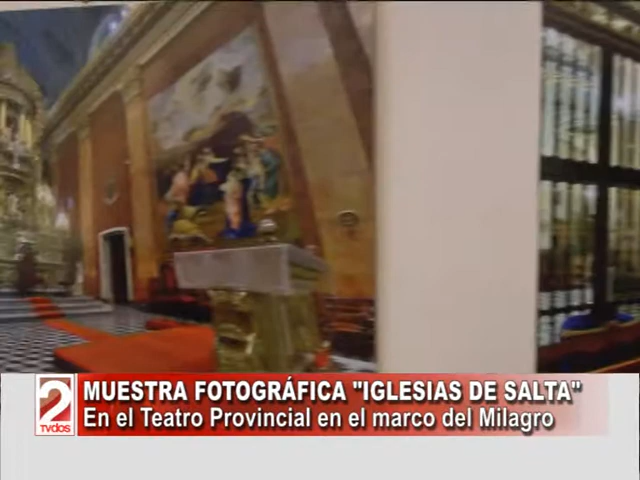 MUESTRA FOTOGRÁFICA "IGLESIAS DE SALTA"
En el Teatro Provincial en el marco del Milagro
2
TVdos